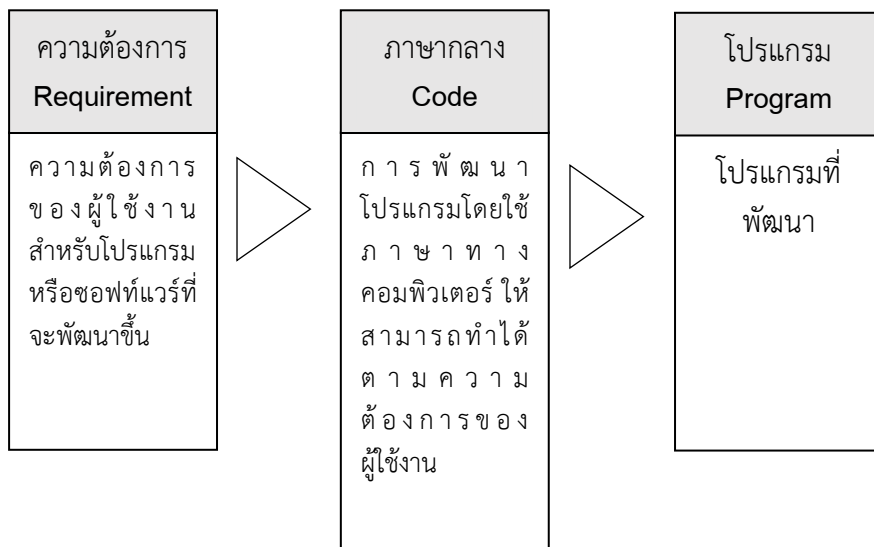 ความต้องการ
Requirement
ความต้องการ
ของผู้ใช้งาน
สำหรับโปรแกรม
หรือซอฟท์แวร์ที่
จะพัฒนาขึ้น
ภาษากลาง
Code
การพัฒนา
โปรแกรมโดยใช้
ภาษาทาง
คอมพิวเตอร์ ให้
สามารถทำได้
ตามความ
ต้องการของ
ผู้ใช้งาน
โปรแกรม
Program
โปรแกรมที่
พัฒนา